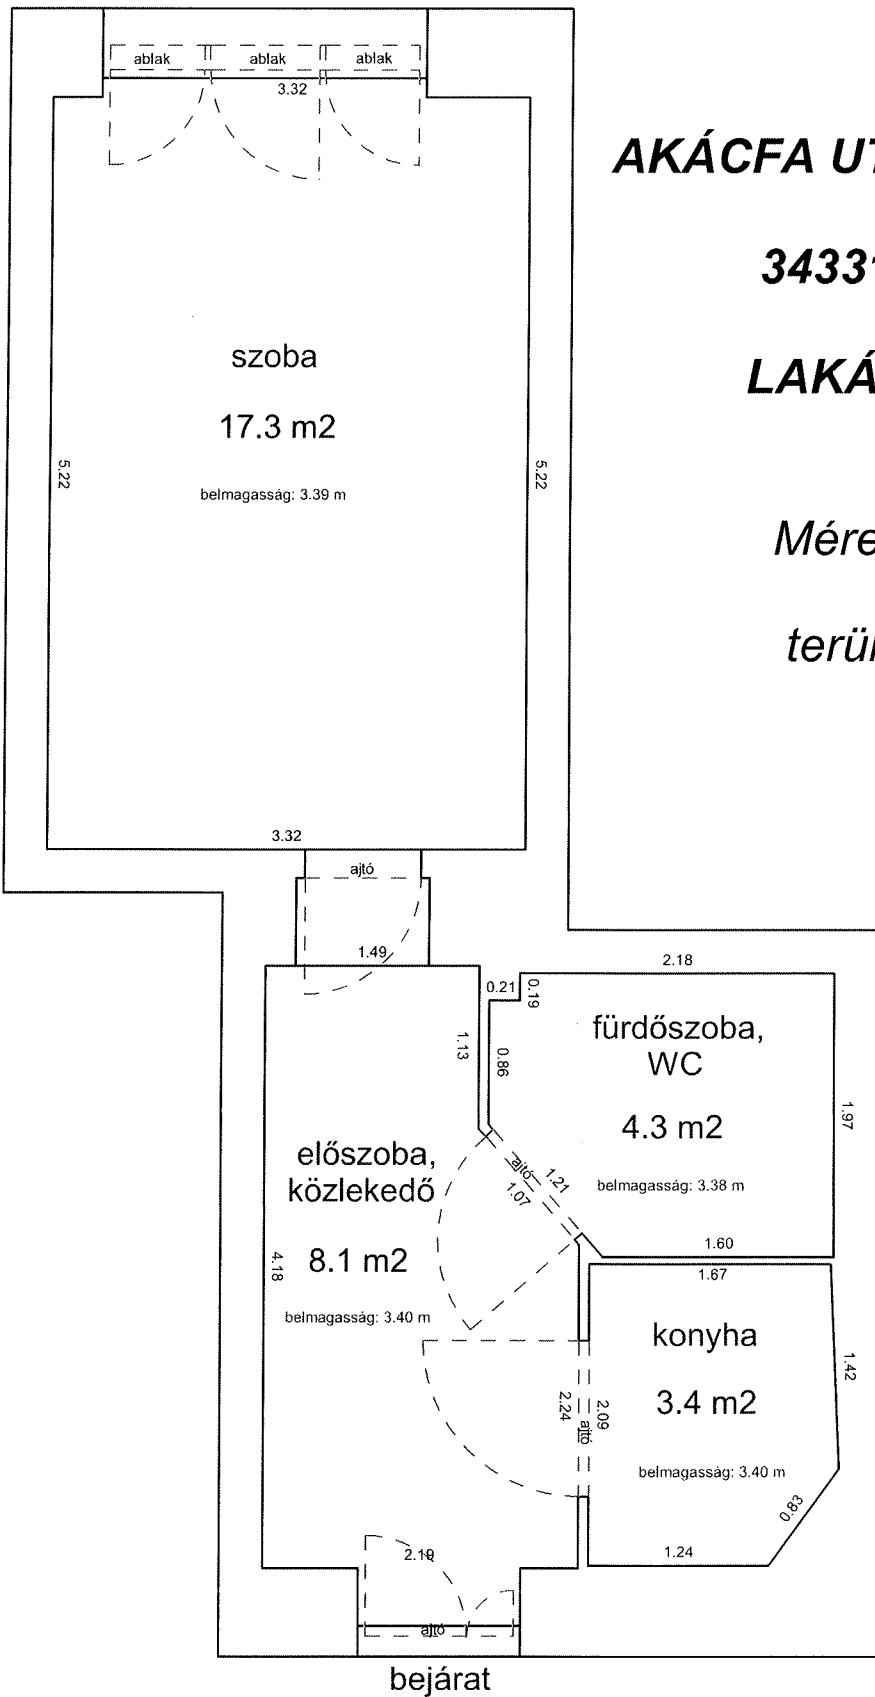 ablak
ablak
ablak
3.32
AKÁCFA
34331
szoba
17.3 m2
belmagasság: 3.39 m
5.22
5.22
3.32
ajtó
1.49
2.18
0.21
0.19
1.13
0.86
fürdőszoba,
WC
4.3 m2
belmagasság: 3.38 m
1.97
ajtó
1.21
1.07
1.60
előszoba,
közlekedő
8.1 m2
belmagasság: 3.40 m
4.18
1.67
konyha
3.4 m2
belmagasság: 3.40 m
1.42
2.24
ajtó
2.09
0.83
1.24
2.19
ajtó
bejárat